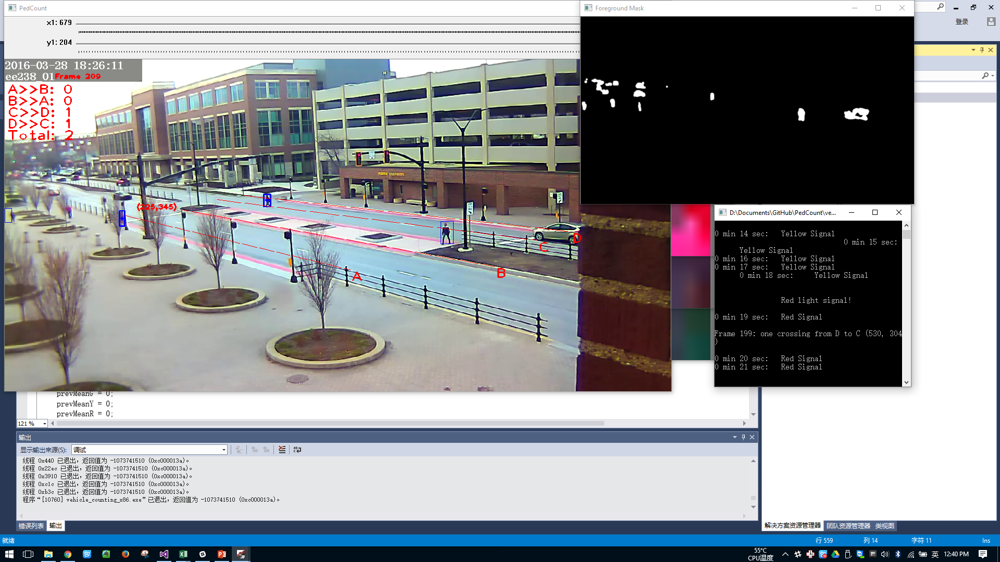 PedCount
x1: 679
y1: 204
2016-03-28 18:26:11
ee238_01Frame 209
A>>B: 0
B>>A: 0
C>>D: 1
D>>C: 1
Total: 2
(225,345)
A
B
C
D
Foreground Mask
登录
D:\Documents\GitHub\PedCount\ve...
0 min 14 sec: Yellow Signal
0 min 15 sec:
Yellow Signal
0 min 16 sec: Yellow Signal
0 min 17 sec: Yellow Signal
0 min 18 sec: Yellow Signal
Red light signal!
0 min 19 sec: Red Signal
Frame 199: one crossing from D to C (530, 304
)
0 min 20 sec: Red Signal
0 min 21 sec: Red Signal
prevMeanG = 0;
prevMeanY = 0;
prevMeanR = 0;
121 %
输出
显示输出来源(S): 调试
线程 0x440 已退出，返回值为 -1073741510 (0xc000013a)。
线程 0x22ec 已退出，返回值为 -1073741510 (0xc000013a)。
线程 0x3910 已退出，返回值为 -1073741510 (0xc000013a)。
线程 0xc1c 已退出，返回值为 -1073741510 (0xc000013a)。
线程 0xb3c 已退出，返回值为 -1073741510 (0xc000013a)。
程序“[10760] vehicle_counting_x86.exe”已退出，返回值为 -1073741510 (0xc000013a)。
错误列表 输出
解决方案资源管理器 团队资源管理器 类视图
就绪
行 559 列 14 字符 11 Ins
55°C
CPU温度
英 12:40 PM